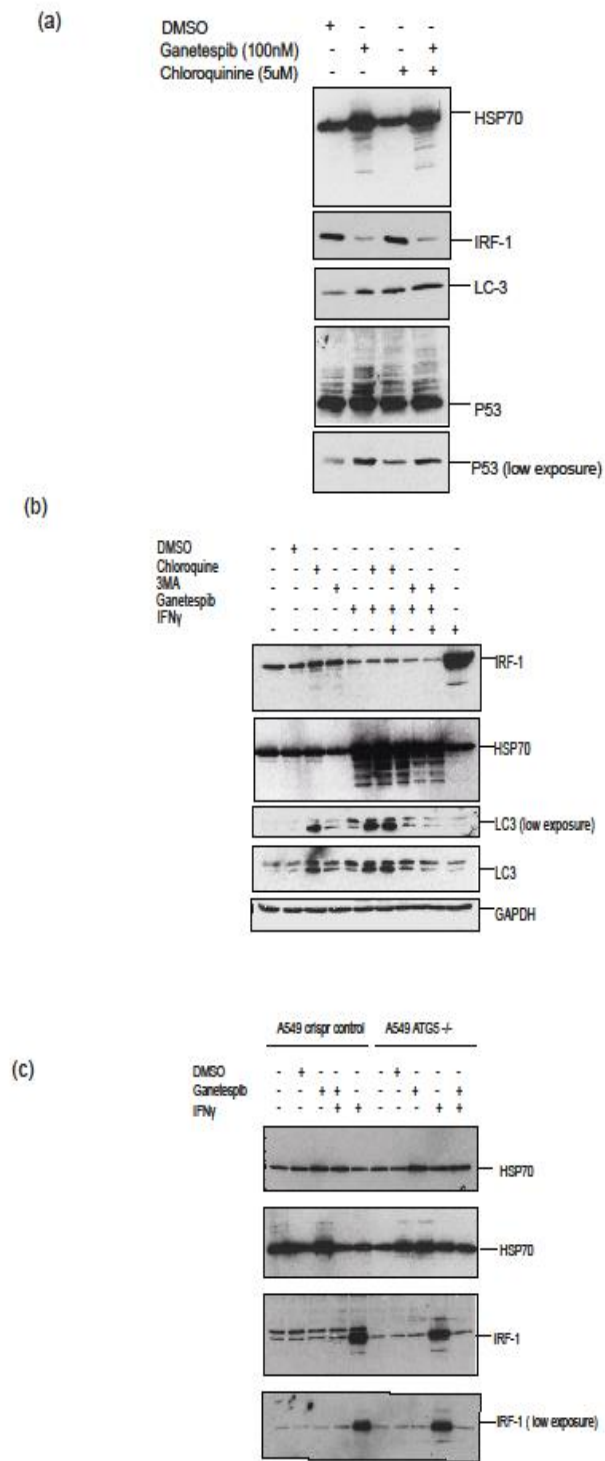 (a)
DMSO + - - -
Ganetespib (100nM) - + - +
Chloroquinine (5uM) - - + +
HSP70
IRF-1
LC-3
P53
P53 (low exposure)
(b)
DMSO - + - - - - - - - -
Chloroquine - - + - - + + - - -
3MA - - - + - - - + + -
Ganetespib - - - - + + + + + -
IFNγ - - - - - - + - + +
IRF-1
HSP70
LC3 (low exposure)
LC3
GAPDH
A549 crispr control A549 ATG5 -/-
(c)
DMSO - + - - - - + - - -
Ganetespib - - + + - - - + - +
IFNγ - - - + + - - - + +
HSP70
HSP70
IRF-1
IRF-1 ( low exposure)